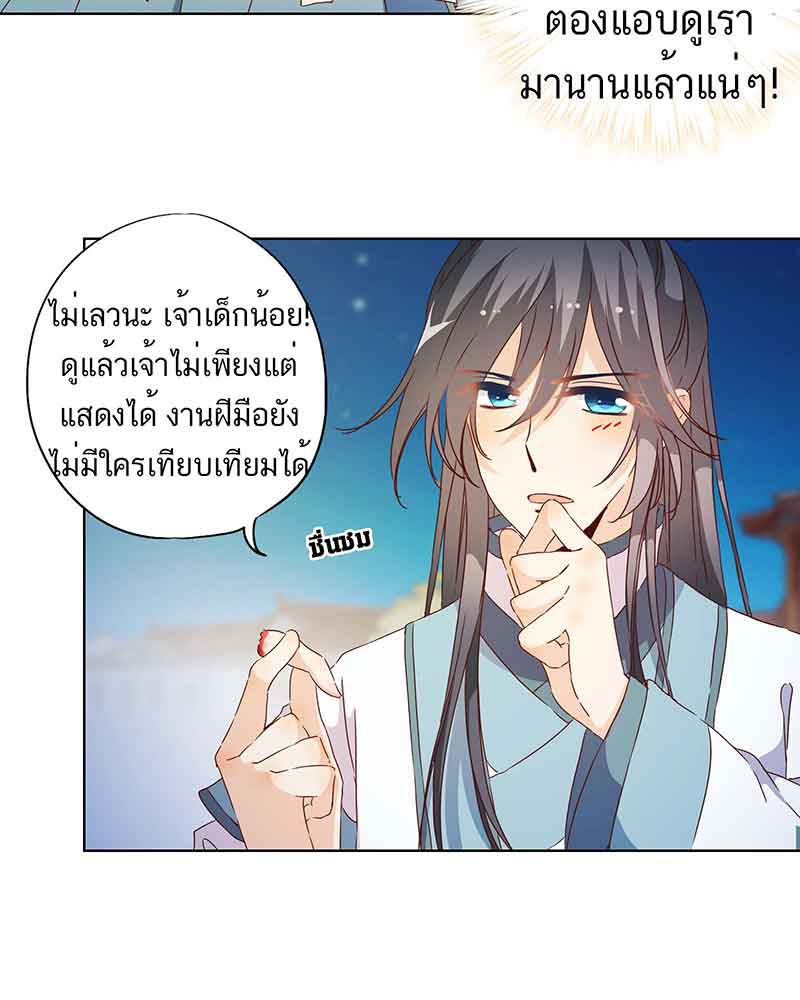 ต้องแอบดูเรา
มานานแล้วแน่ๆ!
ไม่เลวนะ เจ้าเด็กน้อย!
ดูแล้วเจ้าไม่เพียงแต่
แสดงได้ งานฝีมือยัง
ไม่มีใครเทียบเทียมได้
ชื่นชม